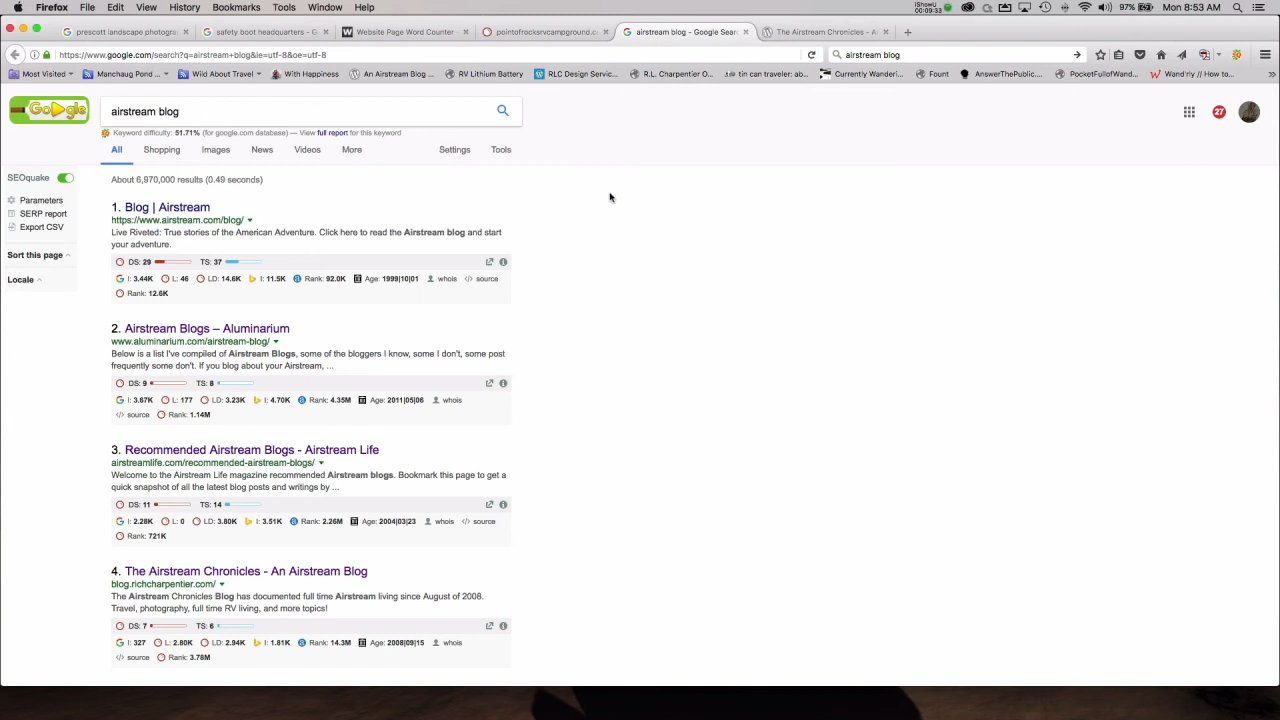 Firefox File Edit View History Bookmarks Tools Window Help
iShowU
00:09:33
97% Mon 8:53 AM
prescott landscape photogra
safety boot headquarters - G
Website Page Word Counter
pointofrocksrvcampground.co
airstream blog - Google Sear
The Airstream Chronicles - A
https://www.google.com/search?q=airstream+blog&ie=utf-8&oe=utf-8
airstream blog
Most Visited
Manchaug Pond
Wild About Travel
With Happiness
An Airstream Blog
RV Lithium Battery
RLC Design Servic...
R.L. Charpentier O...
tin can traveler: ab...
Currently Wanderi...
Fount
AnswerThePublic....
PocketFullofWand...
Wand'rly // How to...
Google
airstream blog
27
Keyword difficulty: 51.71% (for google.com database) — View full report for this keyword
All Shopping Images News Videos More Settings Tools
SEOquake
Parameters
SERP report
Export CSV
Sort this page
Locale
About 6,970,000 results (0.49 seconds)
1. Blog | Airstream
https://www.airstream.com/blog/
Live Riveted: True stories of the American Adventure. Click here to read the Airstream blog and start
your adventure.
DS: 29 TS: 37
I: 3.44K L: 46 LD: 14.6K I: 11.5K Rank: 92.0K Age: 1999|10|01 whois source
Rank: 12.6K
2. Airstream Blogs – Aluminarium
www.aluminarium.com/airstream-blog/
Below is a list I've compiled of Airstream Blogs, some of the bloggers I know, some I don't, some post
frequently some don't. If you blog about your Airstream, ...
DS: 9 TS: 8
I: 3.67K L: 177 LD: 3.23K I: 4.70K Rank: 4.35M Age: 2011|05|06 whois
source Rank: 1.14M
3. Recommended Airstream Blogs - Airstream Life
airstreamlife.com/recommended-airstream-blogs/
Welcome to the Airstream Life magazine recommended Airstream blogs. Bookmark this page to get a
quick snapshot of all the latest blog posts and writings by ...
DS: 11 TS: 14
I: 2.28K L: 0 LD: 3.80K I: 3.51K Rank: 2.26M Age: 2004|03|23 whois source
Rank: 721K
4. The Airstream Chronicles - An Airstream Blog
blog.richcharpentier.com/
The Airstream Chronicles Blog has documented full time Airstream living since August of 2008.
Travel, photography, full time RV living, and more topics!
DS: 7 TS: 6
I: 327 L: 2.80K LD: 2.94K I: 1.81K Rank: 14.3M Age: 2008|09|15 whois
source Rank: 3.78M